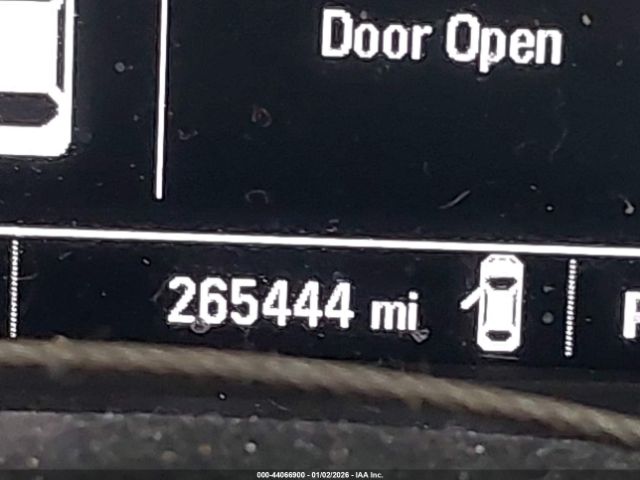 Door Open
265444 mi
000-44066900 - 01/02/2026 - IAA Inc.